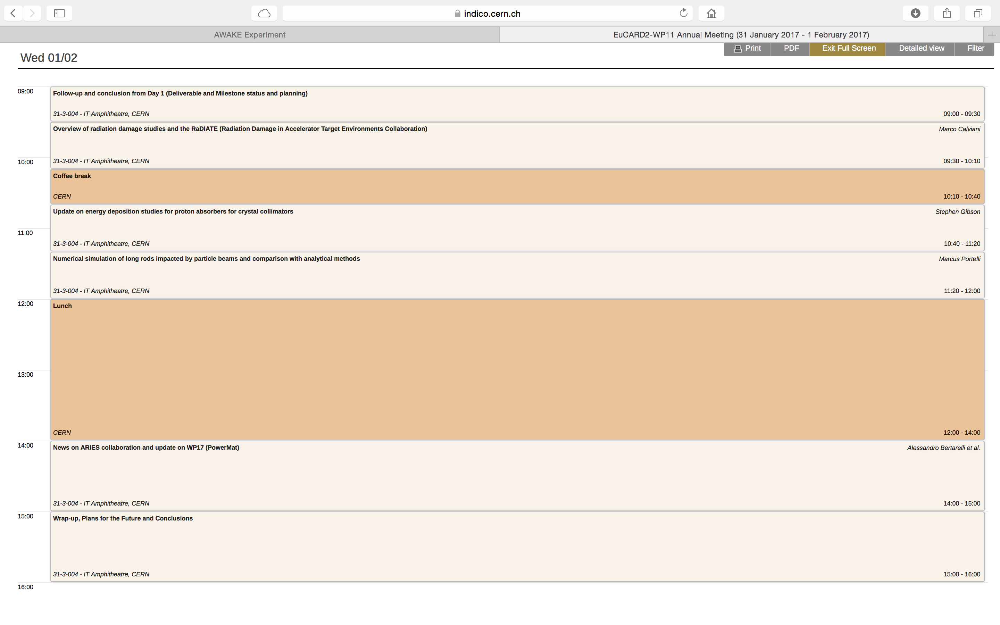 indico.cern.ch
AWAKE Experiment
EuCARD2-WP11 Annual Meeting (31 January 2017 - 1 February 2017)
Print
PDF
Exit Full Screen
Detailed view
Filter
Wed 01/02
09:00
Follow-up and conclusion from Day 1 (Deliverable and Milestone status and planning)
31-3-004 - IT Amphitheatre, CERN
09:00 - 09:30
Overview of radiation damage studies and the RaDIATE (Radiation Damage in Accelerator Target Environments Collaboration)
Marco Calviani
10:00
31-3-004 - IT Amphitheatre, CERN
09:30 - 10:10
Coffee break
CERN
10:10 - 10:40
Update on energy deposition studies for proton absorbers for crystal collimators
Stephen Gibson
11:00
31-3-004 - IT Amphitheatre, CERN
10:40 - 11:20
Numerical simulation of long rods impacted by particle beams and comparison with analytical methods
Marcus Portelli
31-3-004 - IT Amphitheatre, CERN
11:20 - 12:00
12:00
Lunch
13:00
CERN
12:00 - 14:00
14:00
News on ARIES collaboration and update on WP17 (PowerMat)
Alessandro Bertarelli et al.
31-3-004 - IT Amphitheatre, CERN
14:00 - 15:00
15:00
Wrap-up, Plans for the Future and Conclusions
31-3-004 - IT Amphitheatre, CERN
15:00 - 16:00
16:00